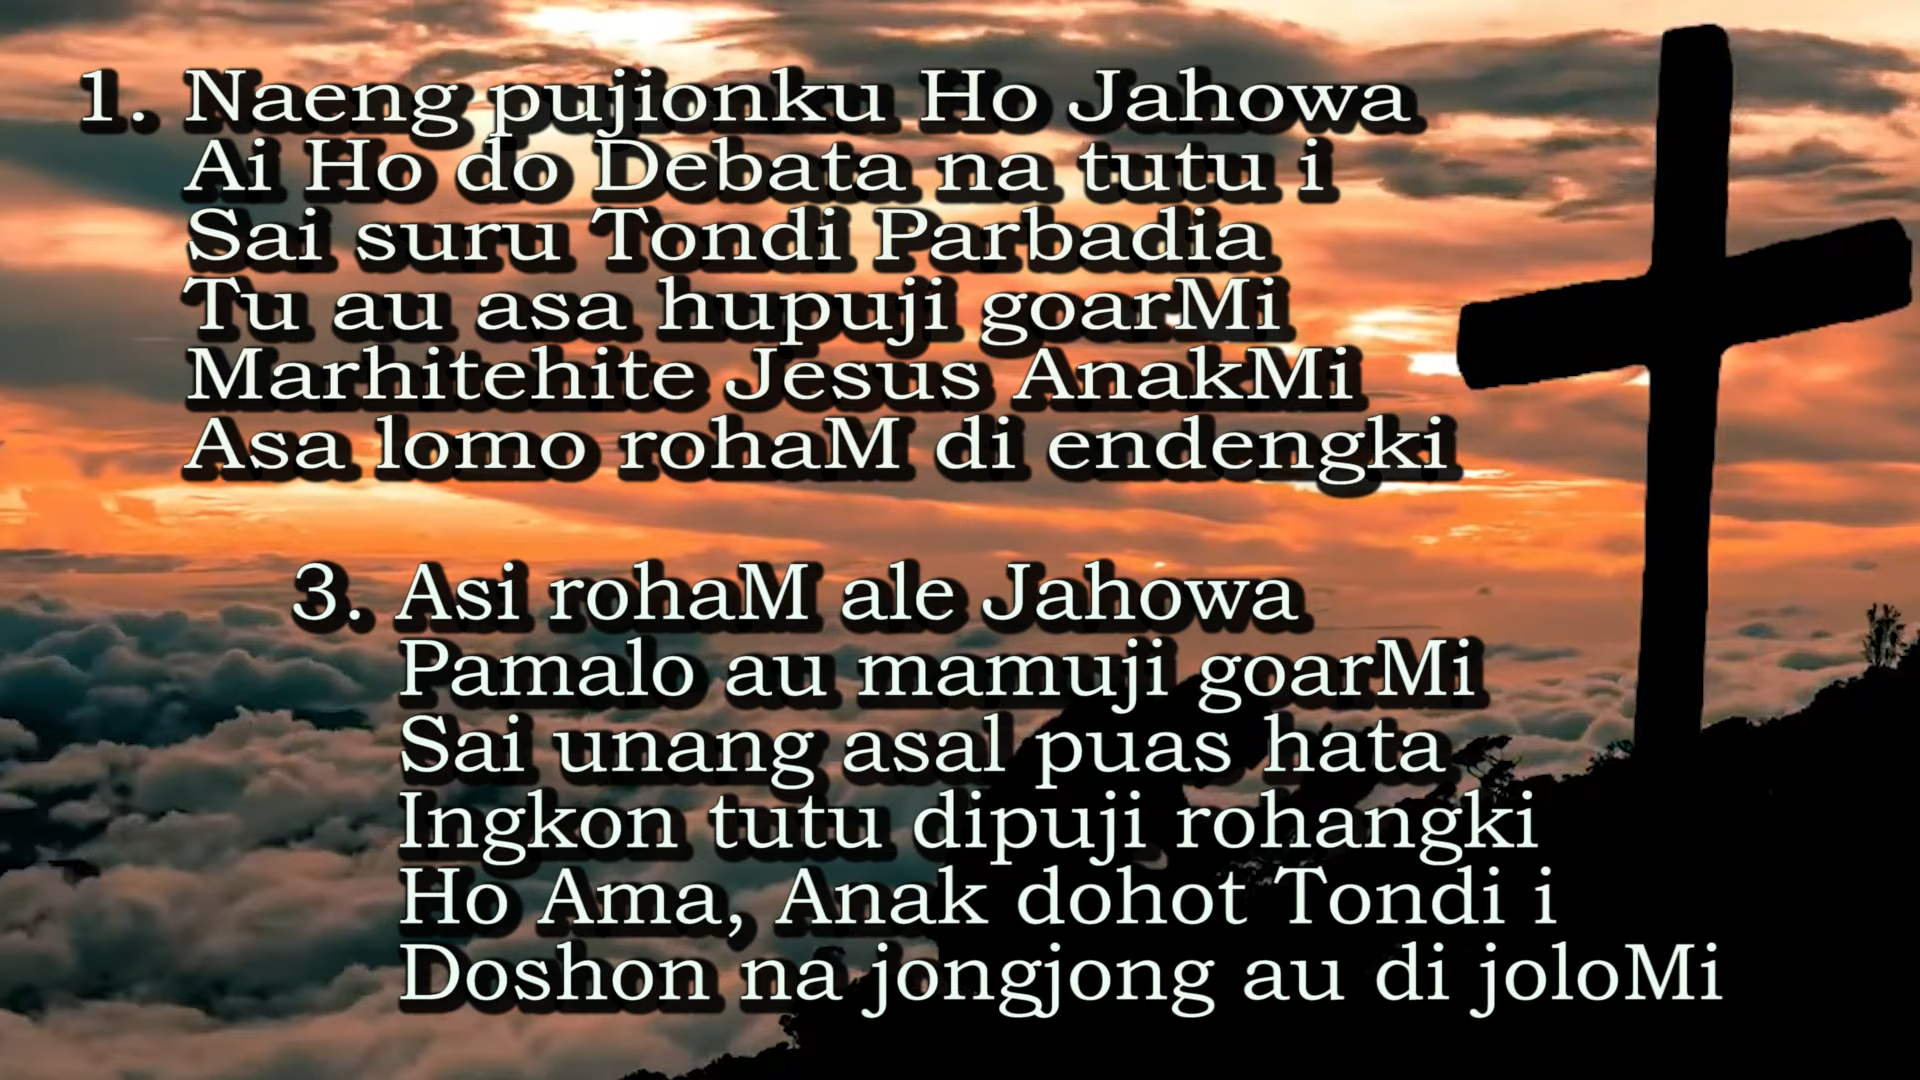 1. Naeng pujionku Ho Jahowa
Ai Ho do Debata na tutu i
Sai suru Tondi Parbadia
Tu au asa hupuji goarMi
Marhitehite Jesus AnakMi
Asa lomo rohaM di endengki
3. Asi rohaM ale Jahowa
Pamalo au mamuji goarMi
Sai unang asal puas hata
Ingkon tutu dipuji rohangki
Ho Ama, Anak dohot Tondi i
Doshon na jongjong au di joloMi